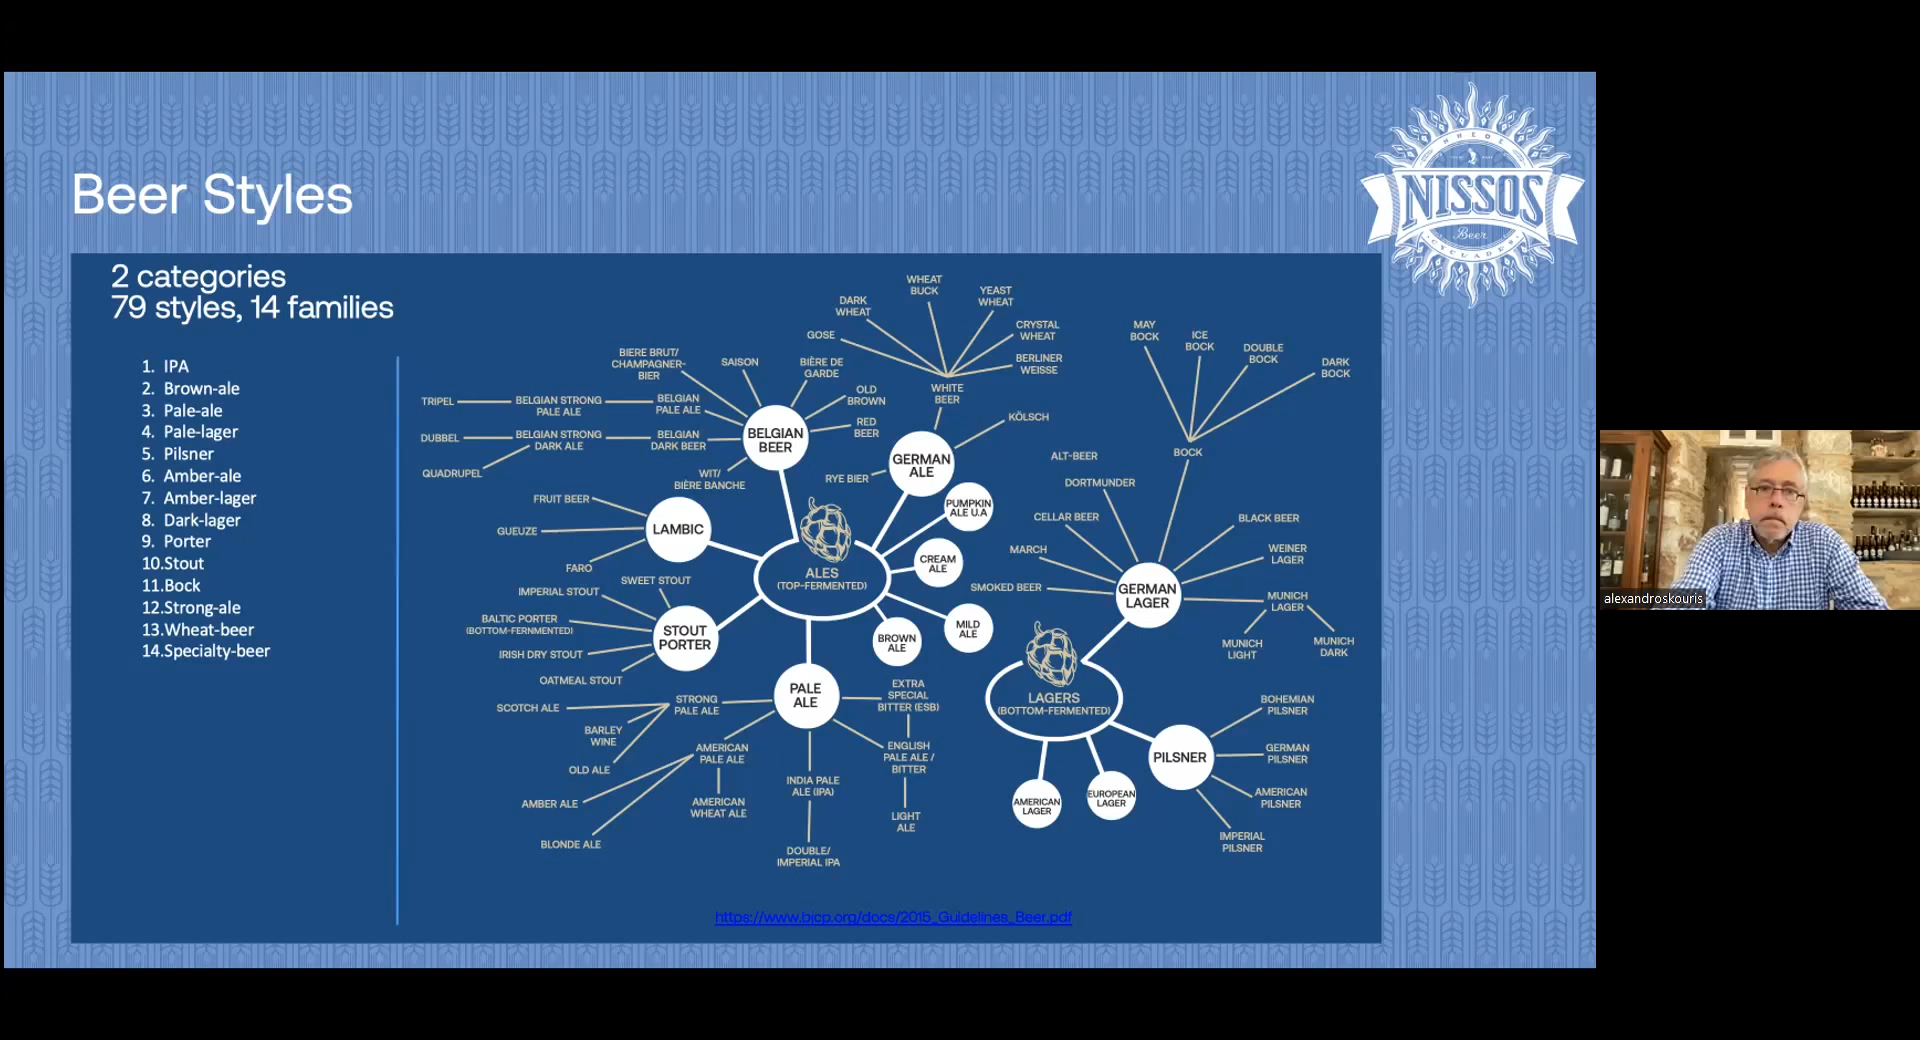 Beer Styles
NISSOS
Beer
CYCLADES
2 categories
79 styles, 14 families
1. IPA
2. Brown-ale
3. Pale-ale
4. Pale-lager
5. Pilsner
6. Amber-ale
7. Amber-lager
8. Dark-lager
9. Porter
10.Stout
11.Bock
12.Strong-ale
13.Wheat-beer
14.Specialty-beer
WHEAT
BUCK
DARK
WHEAT
YEAST
WHEAT
GOSE
CRYSTAL
WHEAT
BERLINER
WEISSE
WHITE
BEER
KÖLSCH
GERMAN
ALE
RYE BIER
BIERE BRUT/
CHAMPAGNER-
BIER
SAISON
BIÈRE DE
GARDE
OLD
BROWN
RED
BEER
TRIPEL
BELGIAN STRONG
PALE ALE
BELGIAN
PALE ALE
DUBBEL
BELGIAN STRONG
DARK ALE
BELGIAN
DARK BEER
BELGIAN
BEER
QUADRUPEL
WIT/
BIÈRE BANCHE
FRUIT BEER
GUEUZE
LAMBIC
FARO
PUMPKIN
ALE U.A
CREAM
ALE
ALES
(TOP-FERMENTED)
MILD
ALE
BROWN
ALE
SWEET STOUT
IMPERIAL STOUT
BALTIC PORTER
(BOTTOM-FERNMENTED)
STOUT
PORTER
IRISH DRY STOUT
OATMEAL STOUT
PALE
ALE
STRONG
PALE ALE
SCOTCH ALE
BARLEY
WINE
OLD ALE
AMERICAN
PALE ALE
AMBER ALE
BLONDE ALE
AMERICAN
WHEAT ALE
INDIA PALE
ALE (IPA)
DOUBLE/
IMPERIAL IPA
EXTRA
SPECIAL
BITTER (ESB)
ENGLISH
PALE ALE /
BITTER
LIGHT
ALE
MAY
BOCK
ICE
BOCK
DOUBLE
BOCK
DARK
BOCK
BOCK
ALT-BEER
DORTMUNDER
CELLAR BEER
MARCH
SMOKED BEER
BLACK BEER
WEINER
LAGER
GERMAN
LAGER
MUNICH
LAGER
MUNICH
LIGHT
MUNICH
DARK
LAGERS
(BOTTOM-FERMENTED)
BOHEMIAN
PILSNER
PILSNER
GERMAN
PILSNER
AMERICAN
PILSNER
IMPERIAL
PILSNER
AMERICAN
LAGER
EUROPEAN
LAGER
https://www.bjcp.org/docs/2015_Guidelines_Beer.pdf
alexandroskouris